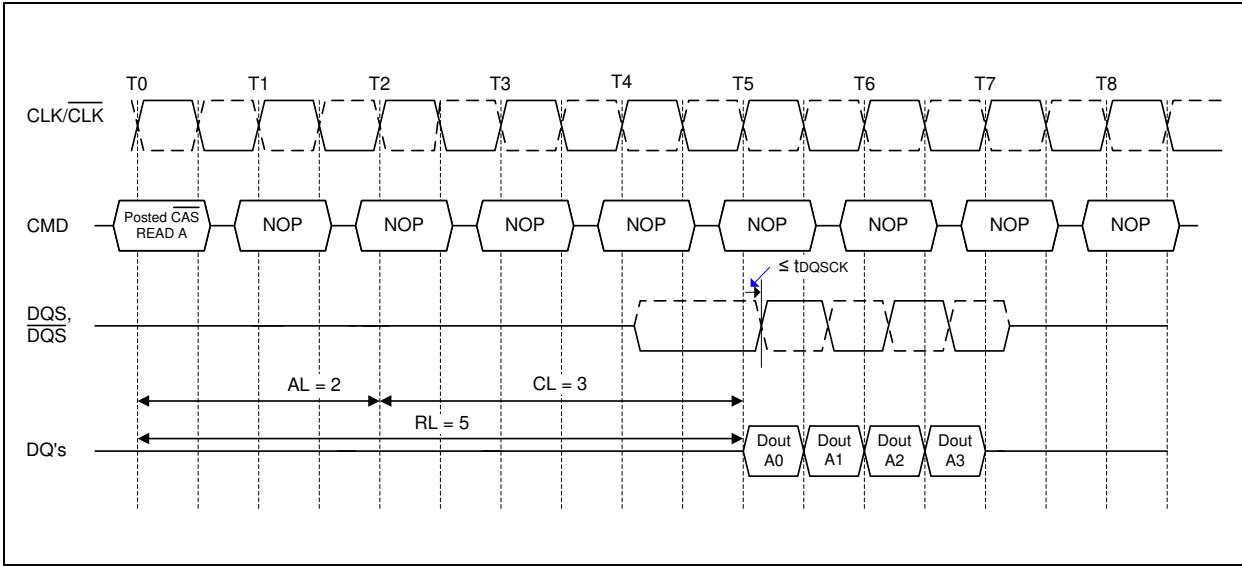 T0 T1 T2 T3 T4 T5 T6 T7 T8
CLK/CLK
CMD
Posted CAS
READ A
NOP NOP NOP NOP NOP NOP NOP NOP
≤ tDQSCK
DQS,
DQS
AL = 2
CL = 3
RL = 5
DQ's
Dout
A0
Dout
A1
Dout
A2
Dout
A3